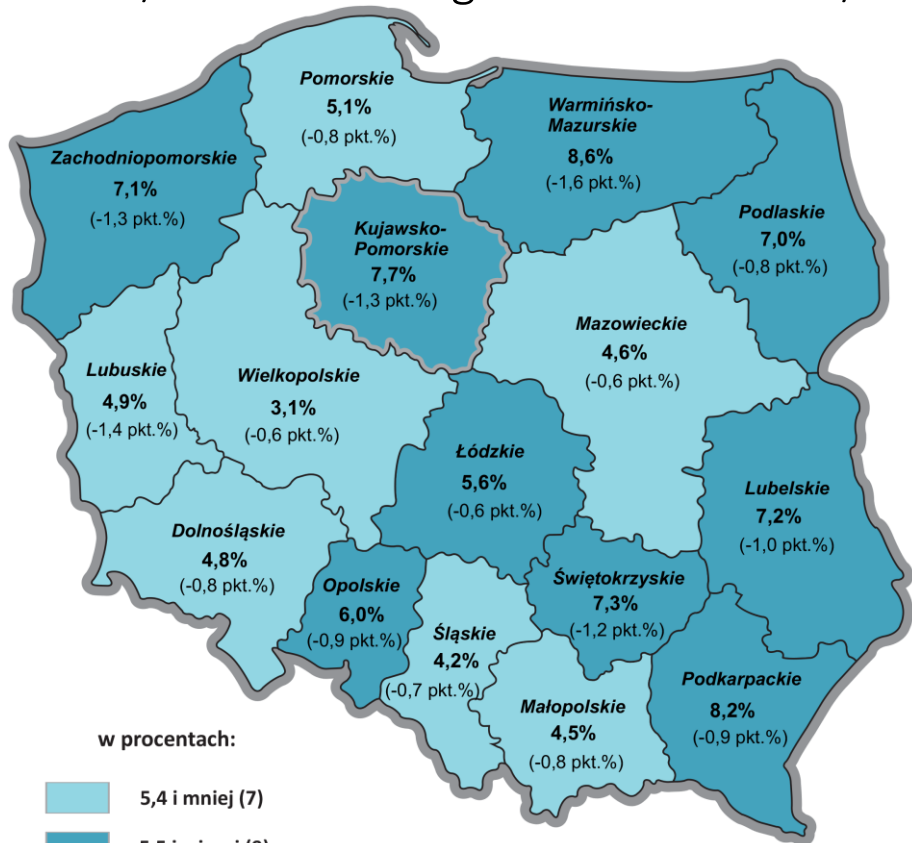 Pomorskie
5,1%
(-0,8 pkt.%)
Warmińsko-
Mazurskie
8,6%
(-1,6 pkt.%)
Zachodniopomorskie
7,1%
(-1,3 pkt.%)
Podlaskie
7,0%
(-0,8 pkt.%)
Kujawsko-
Pomorskie
7,7%
(-1,3 pkt.%)
Mazowieckie
4,6%
(-0,6 pkt.%)
Lubuskie
4,9%
(-1,4 pkt.%)
Wielkopolskie
3,1%
(-0,6 pkt.%)
Łódzkie
5,6%
(-0,6 pkt.%)
Lubelskie
7,2%
(-1,0 pkt.%)
Dolnośląskie
4,8%
(-0,8 pkt.%)
Opolskie
6,0%
(-0,9 pkt.%)
Świętokrzyskie
7,3%
(-1,2 pkt.%)
Śląskie
4,2%
(-0,7 pkt.%)
Małopolskie
4,5%
(-0,8 pkt.%)
Podkarpackie
8,2%
(-0,9 pkt.%)
w procentach:
5,4 i mniej (7)